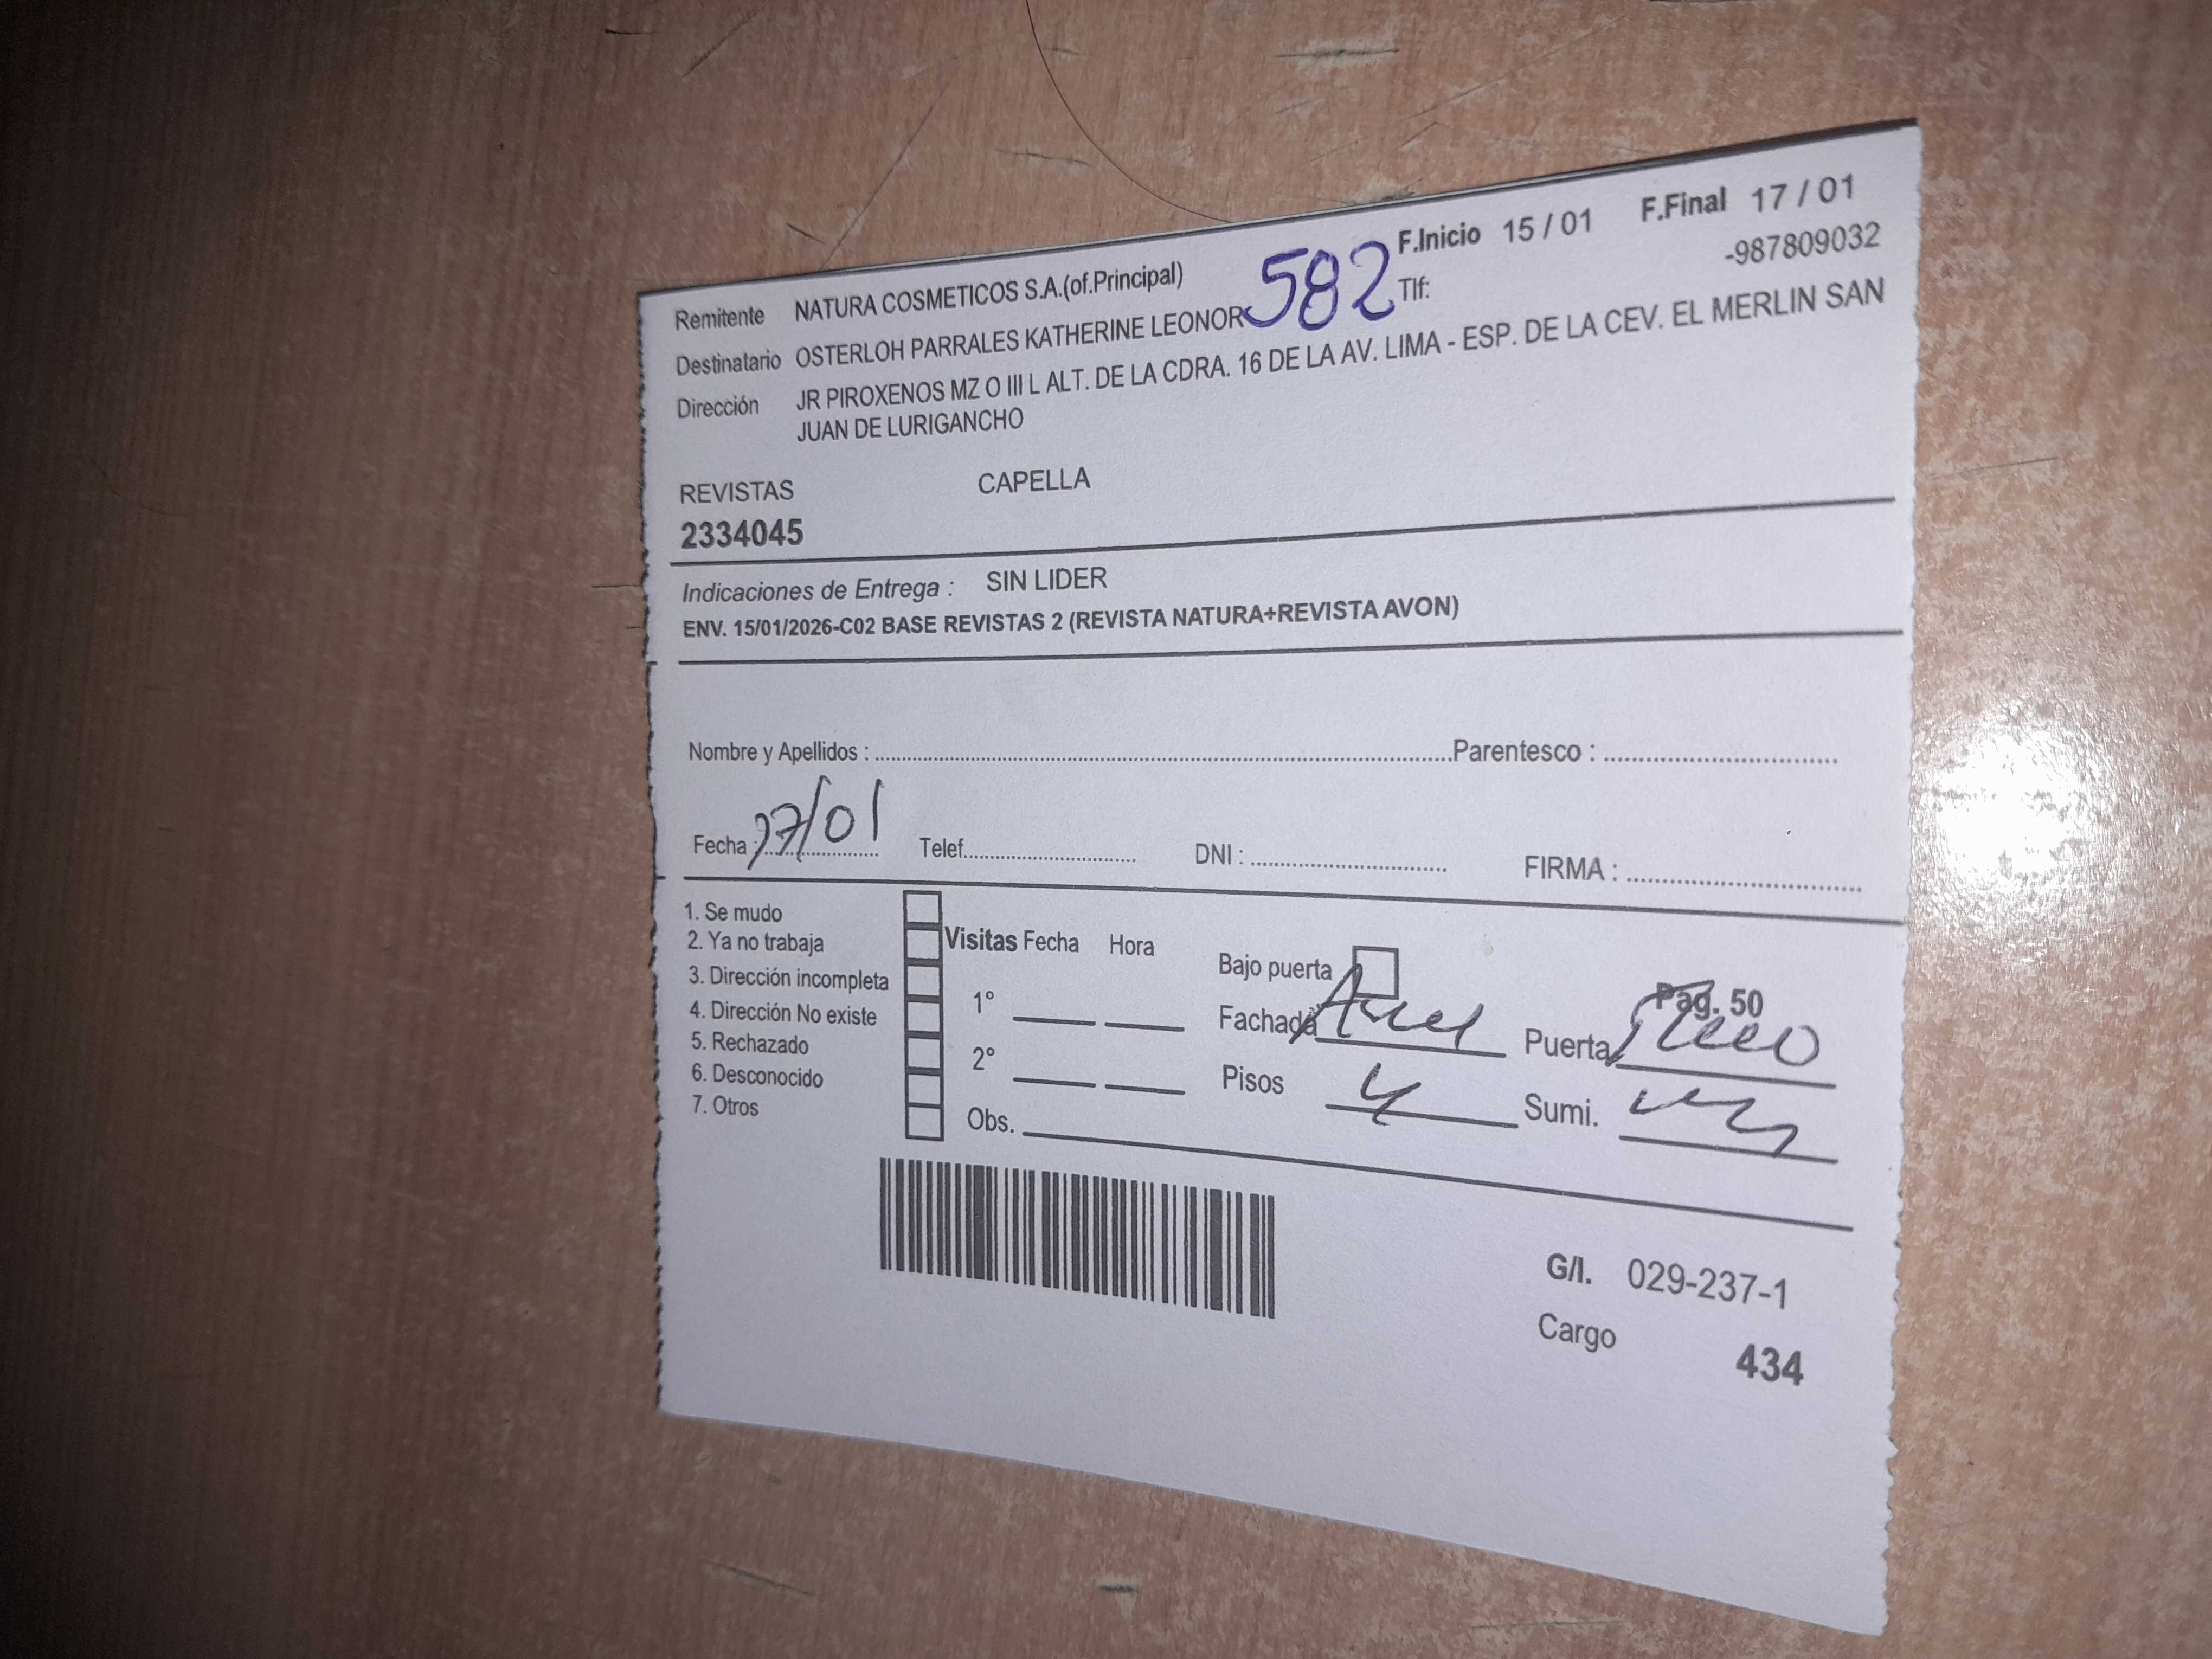 F.Inicio 15 / 01 F.Final 17 / 01
Remitente NATURA COSMETICOS S.A.(of.Principal) 582 Tlf: -987809032
Destinatario OSTERLOH PARRALES KATHERINE LEONOR
Dirección JR PIROXENOS MZ O III L ALT. DE LA CDRA. 16 DE LA AV. LIMA - ESP. DE LA CEV. EL MERLIN SAN
JUAN DE LURIGANCHO
REVISTAS CAPELLA
2334045
Indicaciones de Entrega : SIN LIDER
ENV. 15/01/2026-C02 BASE REVISTAS 2 (REVISTA NATURA+REVISTA AVON)
Nombre y Apellidos : Parentesco :
Fecha : 17/01 Telef. DNI : FIRMA :
1. Se mudo
2. Ya no trabaja
3. Dirección incompleta
4. Dirección No existe
5. Rechazado
6. Desconocido
7. Otros
Visitas Fecha Hora
1°
2°
Obs.
Bajo puerta
Pag. 50
Fachada Puerta
Pisos 4 Sumi.
G/I. 029-237-1
Cargo 434